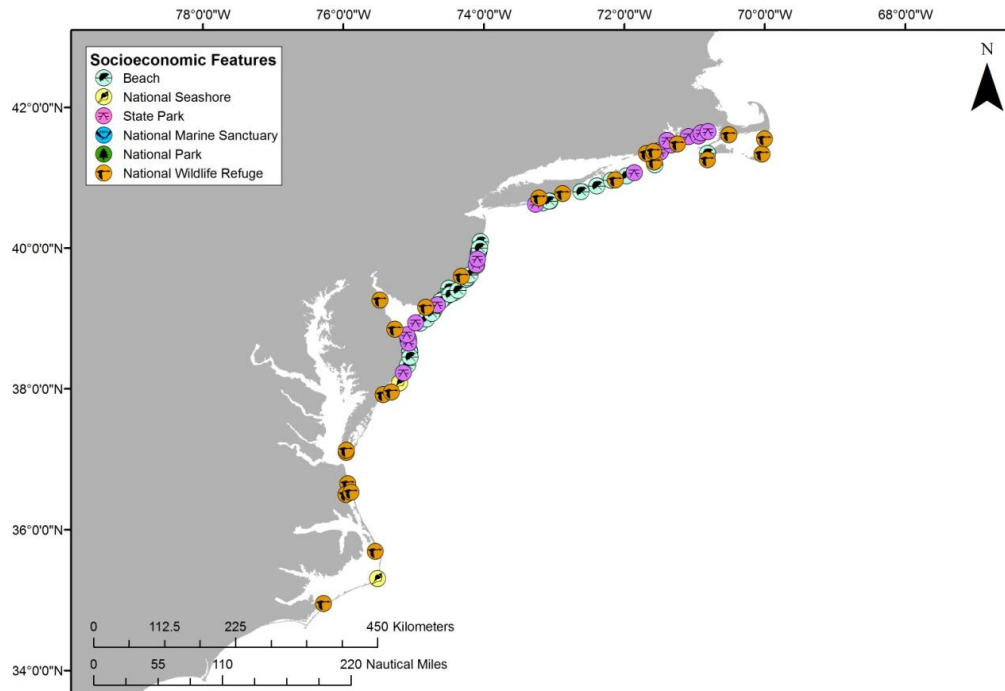 78°0'0"W 76°0'0"W 74°0'0"W 72°0'0"W 70°0'0"W 68°0'0"W
N
Socioeconomic Features
Beach
National Seashore
State Park
National Marine Sanctuary
National Park
National Wildlife Refuge
42°0'0"N
40°0'0"N
38°0'0"N
36°0'0"N
34°0'0"N
0 112.5 225 450 Kilometers
0 55 110 220 Nautical Miles